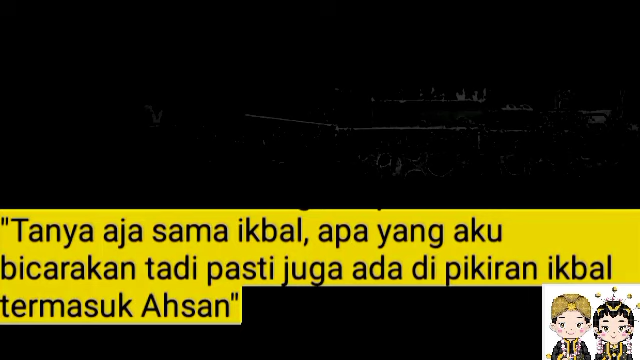 "Tanya aja sama ikbal, apa yang aku
bicarakan tadi pasti juga ada di pikiran ikbal
termasuk Ahsan"